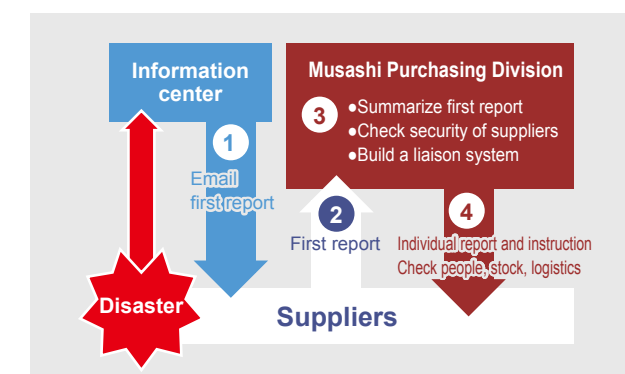 Information
center
Musashi Purchasing Division
3
●Summarize first report
●Check security of suppliers
●Build a liaison system
1
Email
first report
2
First report
4
Individual report and instruction
Check people, stock, logistics
Disaster
Suppliers